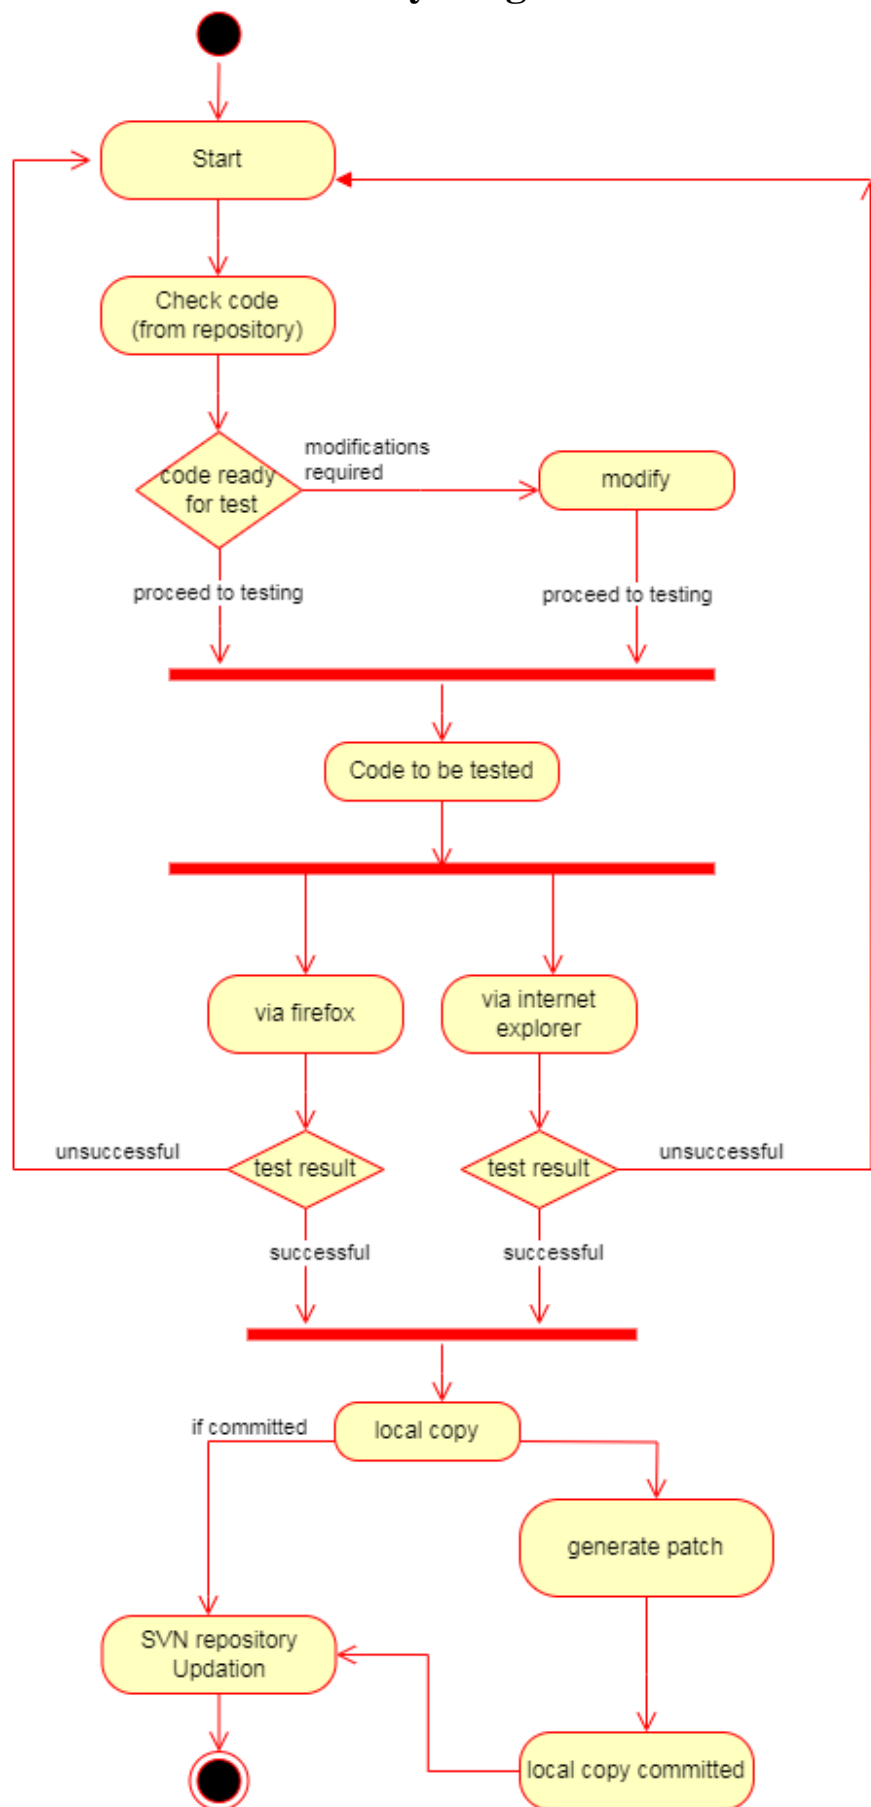 Start
Check code
(from repository)
modifications
required
code ready
for test
modify
proceed to testing
proceed to testing
Code to be tested
via firefox
via internet
explorer
unsuccessful
test result
test result
unsuccessful
successful
successful
if committed
local copy
generate patch
SVN repository
Updation
local copy committed